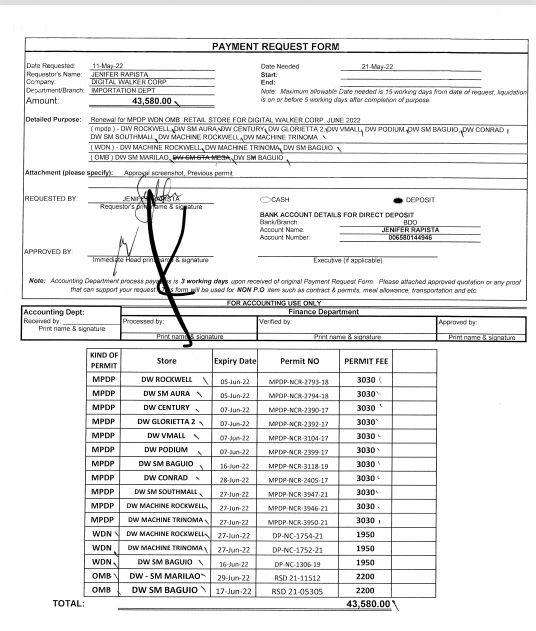 PAYMENT REQUEST FORM
Date Requested: 11-May-22 Date Needed 21-May-22
Requestor's Name: JENIFER RAPISTA Start:
Company: DIGITAL WALKER CORP. End:
Department/Branch: IMPORTATION DEPT Note: Maximum allowable Date needed is 15 working days from date of request, liquidation
Amount: 43,580.00 is on or before 5 working days after completion of purpose.
Detailed Purpose: Renewal for MPDP WDN OMB RETAIL STORE FOR DIGITAL WALKER CORP. JUNE 2022
( mpdp ) - DW ROCKWELL, DW SM AURA, DW CENTURY, DW GLORIETTA 2, DW VMALL, DW PODIUM, DW SM BAGUIO, DW CONRAD,
DW SM SOUTHMALL, DW MACHINE ROCKWELL, DW MACHINE TRINOMA
( WDN ) - DW MACHINE ROCKWELL, DW MACHINE TRINOMA, DW SM BAGUIO
( OMB ) DW SM MARILAO, DW SM STA MESA, DW SM BAGUIO
Attachment (please specify): Approval screenshot, Previous permit
REQUESTED BY JENIFER RAPISTA CASH DEPOSIT
Requestor's print name & signature
BANK ACCOUNT DETAILS FOR DIRECT DEPOSIT
Bank/Branch: BDO
Account Name: JENIFER RAPISTA
Account Number: 006580144946
APPROVED BY:
Immediate Head print name & signature Executive (if applicable)
Note: Accounting Department process payments is 3 working days upon received of original Payment Request Form. Please attached approved quotation or any proof
that can support your request. This form will be used for NON P.O item such as contract & permits, meal allowance, transportation and etc.
FOR ACCOUNTING USE ONLY
Accounting Dept: Finance Department
Received by: Processed by: Verified by: Approved by:
Print name & signature Print name & signature Print name & signature Print name & signature
KIND OF PERMIT Store Expiry Date Permit NO PERMIT FEE
MPDP DW ROCKWELL 05-Jun-22 MPDP-NCR-2793-18 3030
MPDP DW SM AURA 05-Jun-22 MPDP-NCR-2794-18 3030
MPDP DW CENTURY 07-Jun-22 MPDP-NCR-2390-17 3030
MPDP DW GLORIETTA 2 07-Jun-22 MPDP-NCR-2392-17 3030
MPDP DW VMALL 07-Jun-22 MPDP-NCR-3104-17 3030
MPDP DW PODIUM 07-Jun-22 MPDP-NCR-2399-17 3030
MPDP DW SM BAGUIO 16-Jun-22 MPDP-NCR-3118-19 3030
MPDP DW CONRAD 28-Jun-22 MPDP-NCR-2405-17 3030
MPDP DW SM SOUTHMALL 27-Jun-22 MPDP-NCR-3947-21 3030
MPDP DW MACHINE ROCKWELL 27-Jun-22 MPDP-NCR-3946-21 3030
MPDP DW MACHINE TRINOMA 27-Jun-22 MPDP-NCR-3950-21 3030
WDN DW MACHINE ROCKWELL 27-Jun-22 DP-NC-1754-21 1950
WDN DW MACHINE TRINOMA 27-Jun-22 DP-NC-1752-21 1950
WDN DW SM BAGUIO 16-Jun-22 DP-NC-1306-19 1950
OMB DW - SM MARILAO 29-Jun-22 RSD 21-11512 2200
OMB DW SM BAGUIO 17-Jun-22 RSD 21-05305 2200
TOTAL: 43,580.00